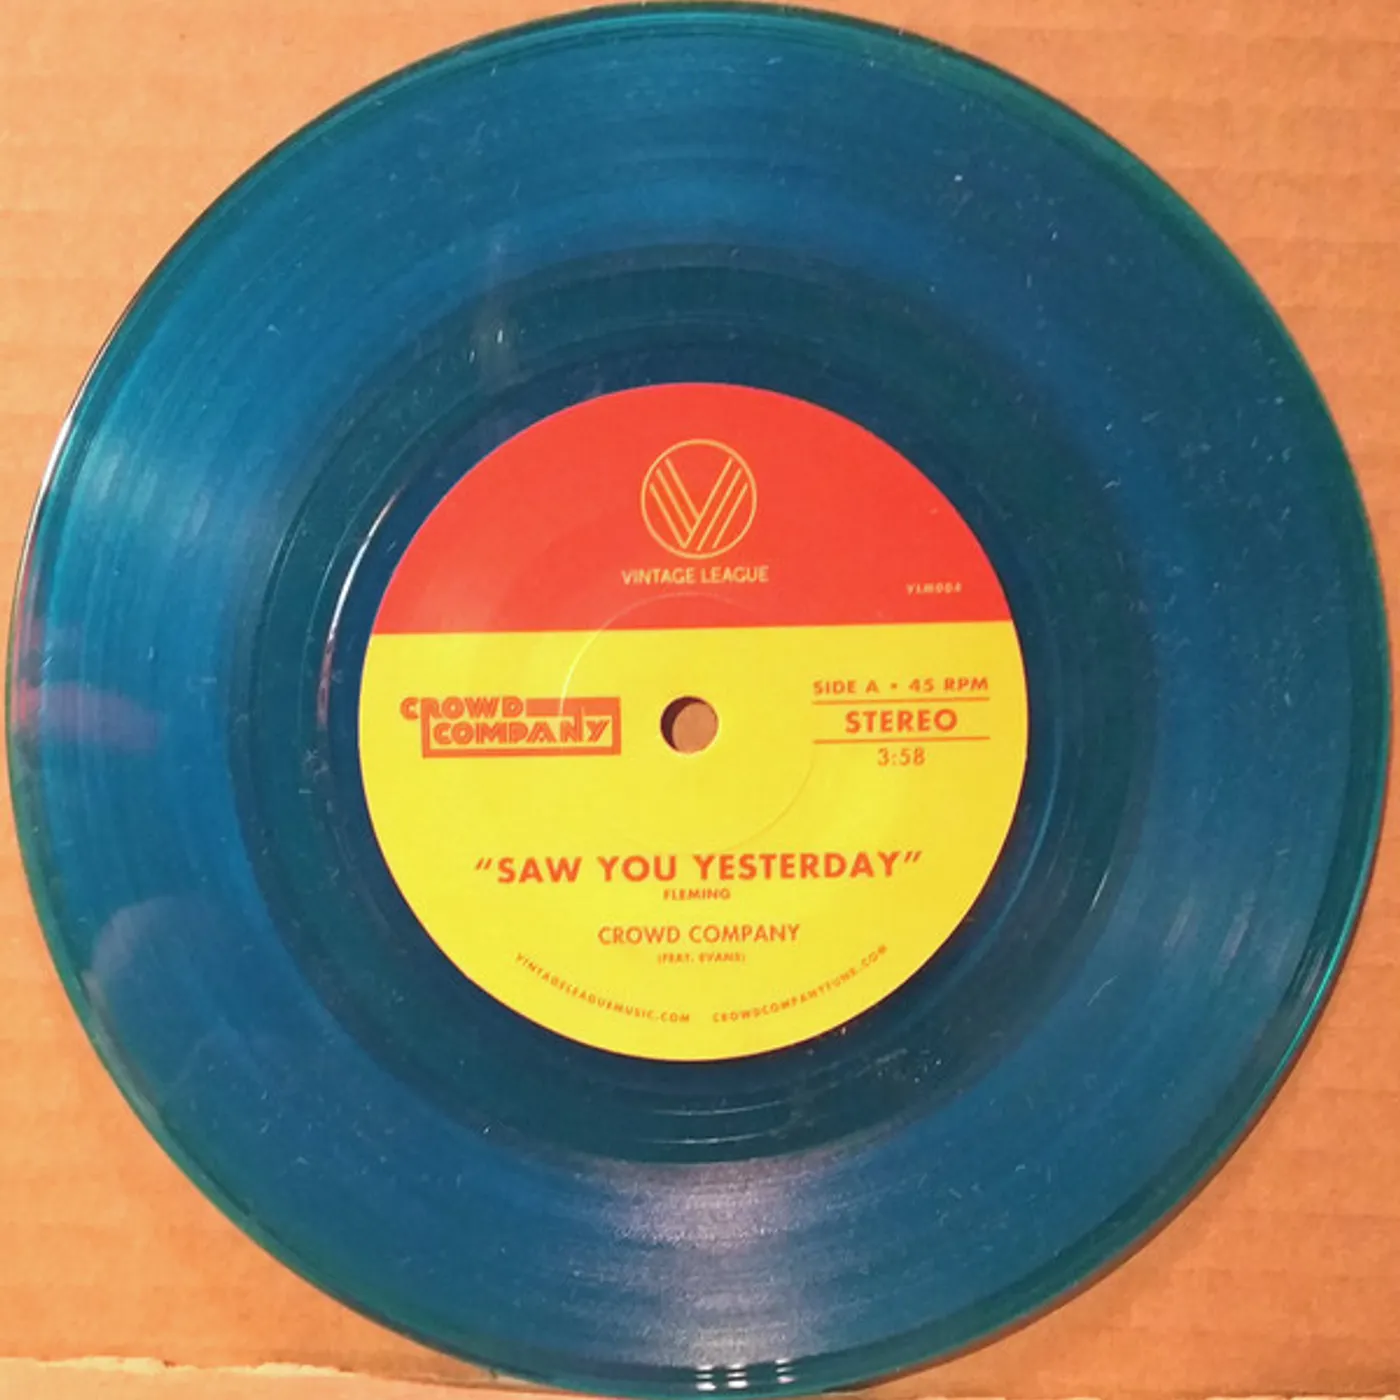 VINTAGE LEAGUE
VLM004
CROWD
COMPANY
SIDE A • 45 RPM
STEREO
3:58
"SAW YOU YESTERDAY"
FLEMING
CROWD COMPANY
(FEAT. EVANS)
VINTAGELEAGUEMUSIC.COM CROWDCOMPANYFUNK.COM